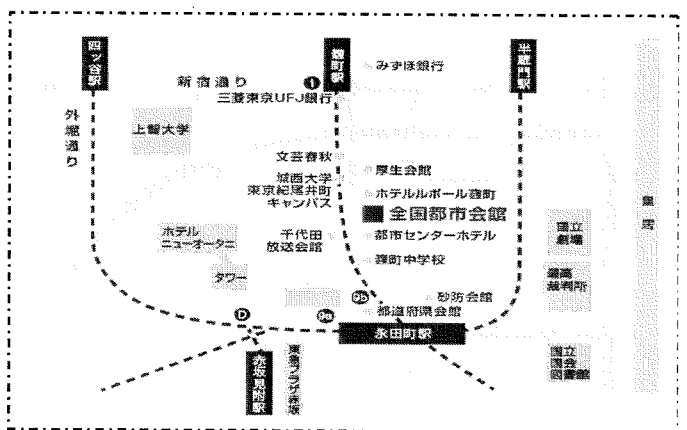 四ッ谷駅
麹町駅
半蔵門駅
みずほ銀行
新宿通り
1
三菱東京UFJ銀行
外堀通り
上智大学
文芸春秋
厚生会館
城西大学
東京紀尾井町
キャンパス
ホテルルポール麹町
全国都市会館
皇居
ホテル
ニューオータニ
千代田
放送会館
都市センターホテル
国立
劇場
麹町中学校
タワー
最高
裁判所
9b
砂防会館
D
9a
都道府県会館
永田町駅
赤坂見附駅
東急プラザ赤坂
国立
国会
図書館